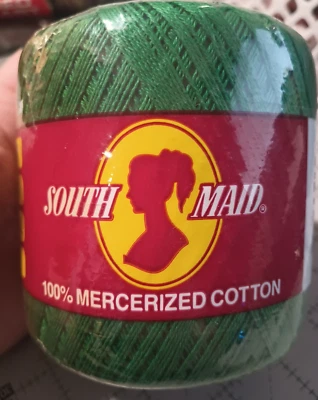 SOUTH MAID®
100% MERCERIZED COTTON